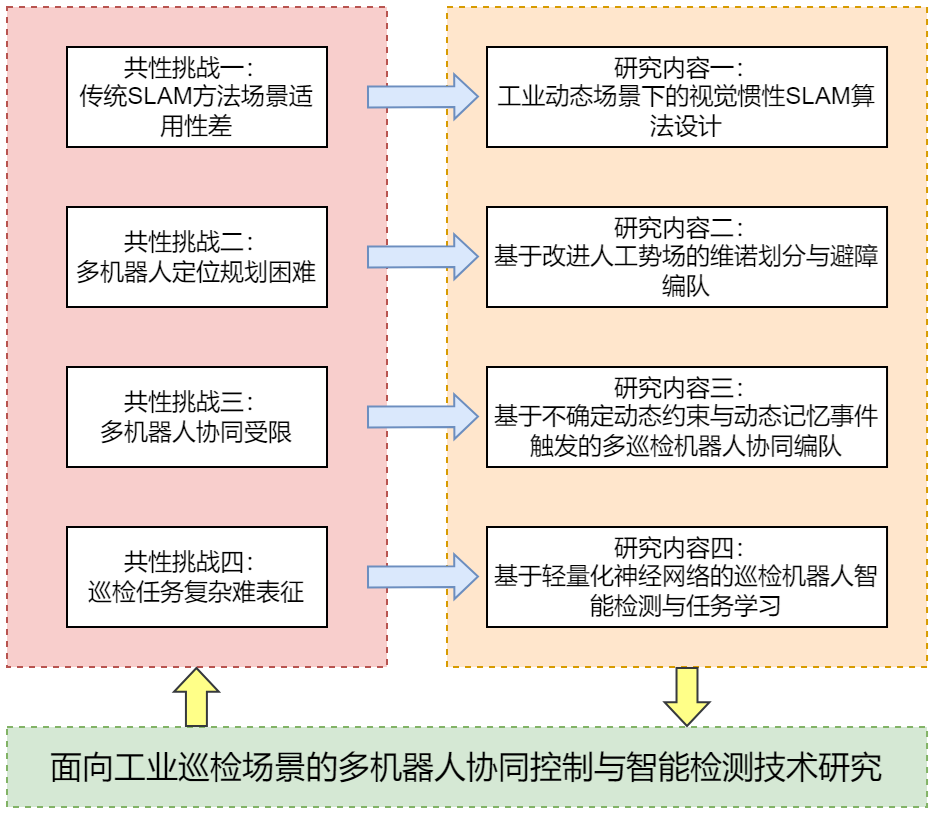 共性挑战一：
传统SLAM方法场景适
用性差
研究内容一：
工业动态场景下的视觉惯性SLAM算
法设计
共性挑战二：
多机器人定位规划困难
研究内容二：
基于改进人工势场的维诺划分与避障
编队
共性挑战三：
多机器人协同受限
研究内容三：
基于不确定动态约束与动态记忆事件
触发的多巡检机器人协同编队
共性挑战四：
巡检任务复杂难表征
研究内容四：
基于轻量化神经网络的巡检机器人智
能检测与任务学习
面向工业巡检场景的多机器人协同控制与智能检测技术研究